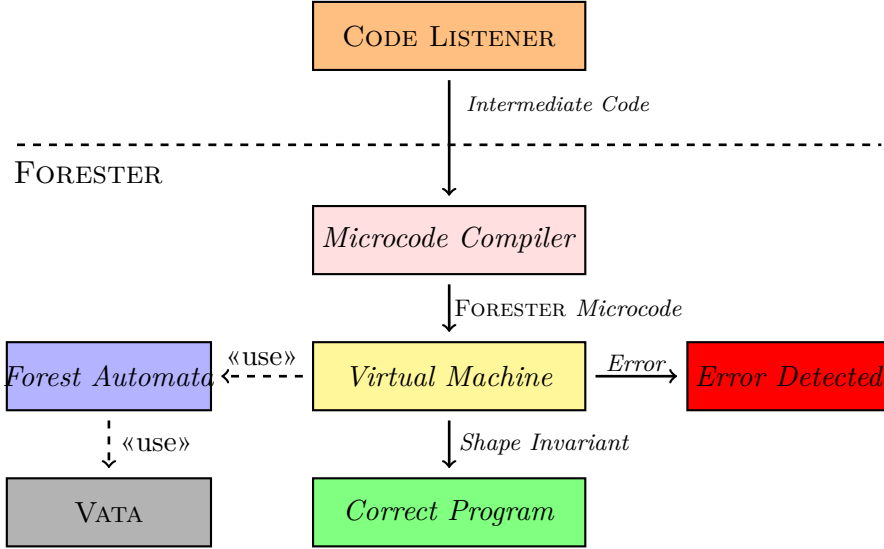 CODE LISTENER
Intermediate Code
FORESTER
Microcode Compiler
FORESTER Microcode
Forest Automata
«use»
Virtual Machine
Error
Error Detected
«use»
Shape Invariant
VATA
Correct Program